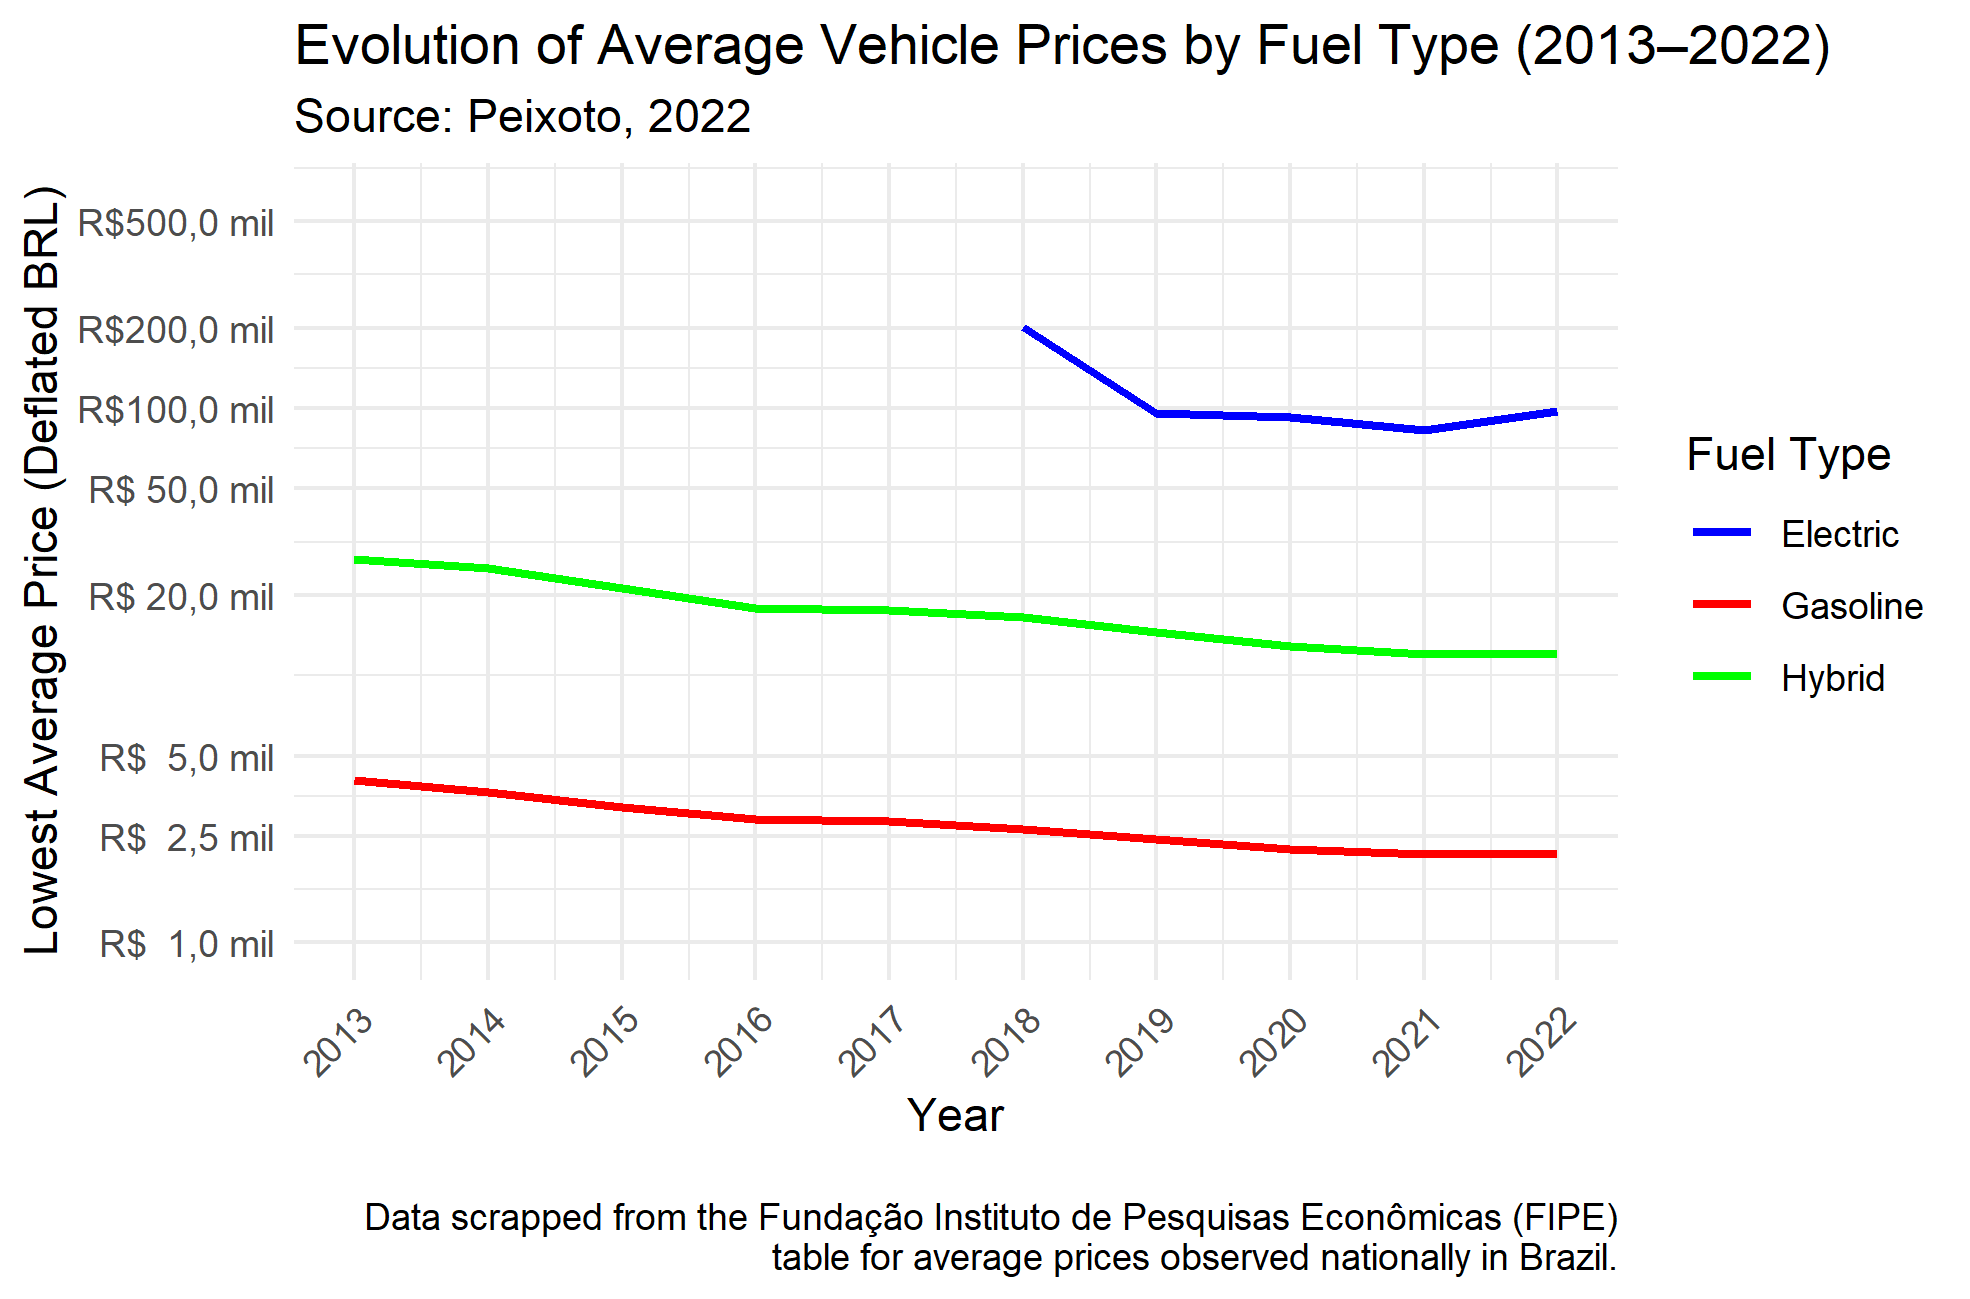 Evolution of Average Vehicle Prices by Fuel Type (2013–2022)
Source: Peixoto, 2022
Lowest Average Price (Deflated BRL)
R$500,0 mil
R$200,0 mil
R$100,0 mil
R$ 50,0 mil
R$ 20,0 mil
R$  5,0 mil
R$  2,5 mil
R$  1,0 mil
2013
2014
2015
2016
2017
2018
2019
2020
2021
2022
Year
Fuel Type
Electric
Gasoline
Hybrid
Data scrapped from the Fundação Instituto de Pesquisas Econômicas (FIPE)
table for average prices observed nationally in Brazil.